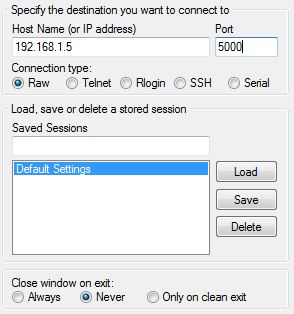 Specify the destination you want to connect to
Host Name (or IP address) Port
192.168.1.5 5000
Connection type:
Raw Telnet Rlogin SSH Serial
Load, save or delete a stored session
Saved Sessions
Default Settings Load
Save
Delete
Close window on exit:
Always Never Only on clean exit